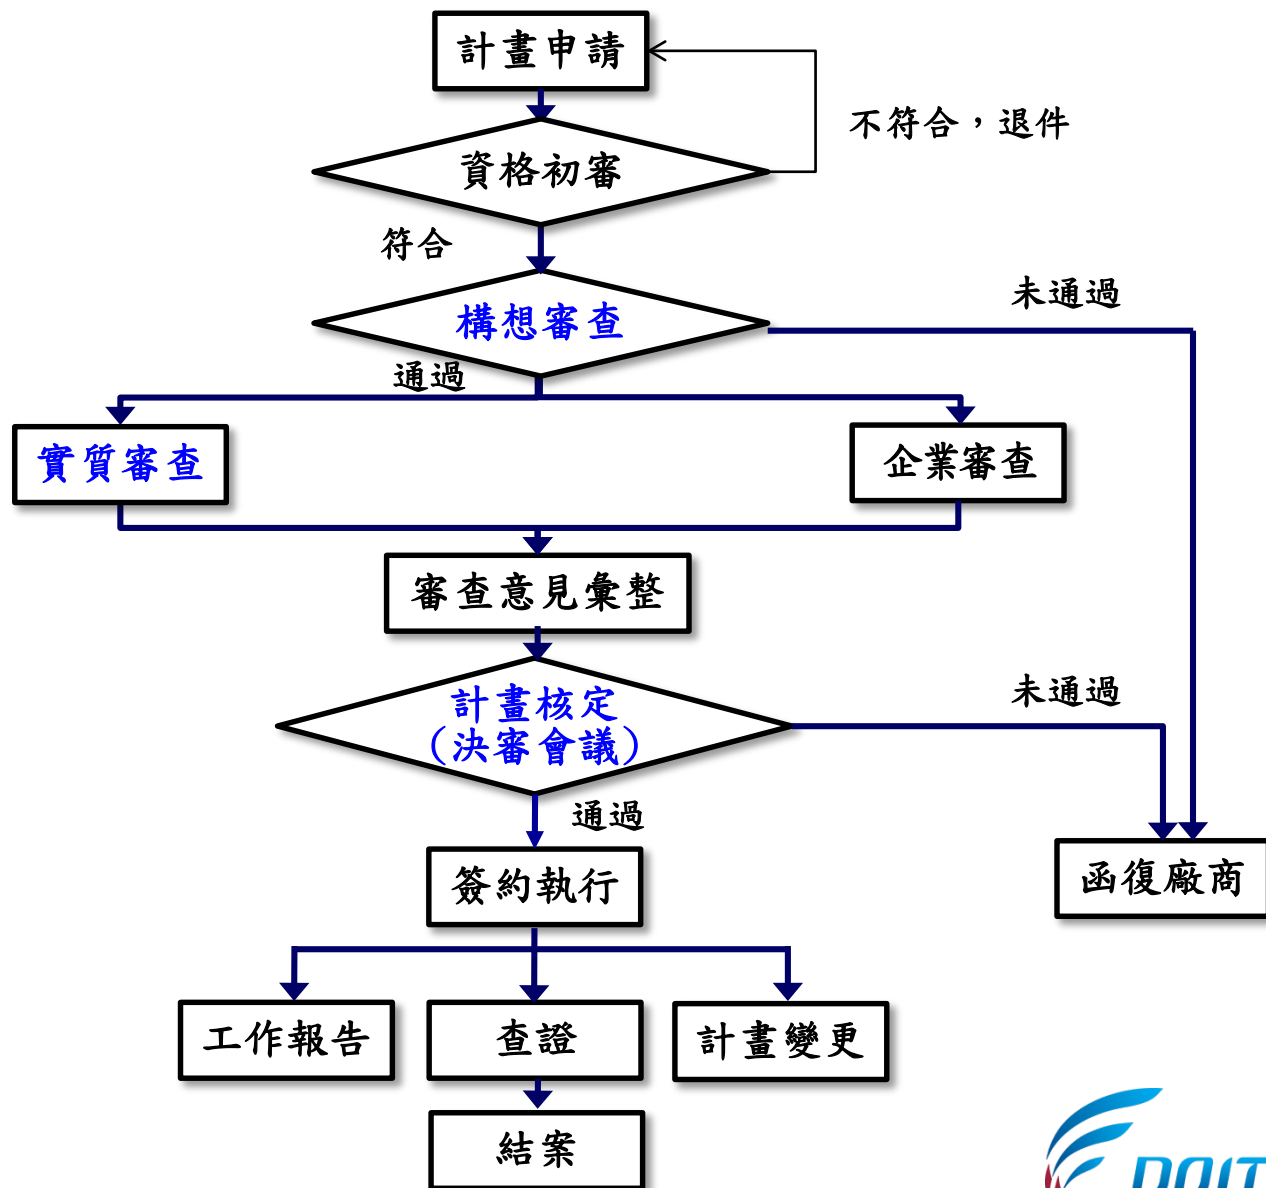 計畫申請
不符合，退件
資格初審
符合
構想審查
未通過
通過
實質審查
企業審查
審查意見彙整
計畫核定
(決審會議)
未通過
通過
簽約執行
函復廠商
工作報告
查證
計畫變更
結案
DOIT